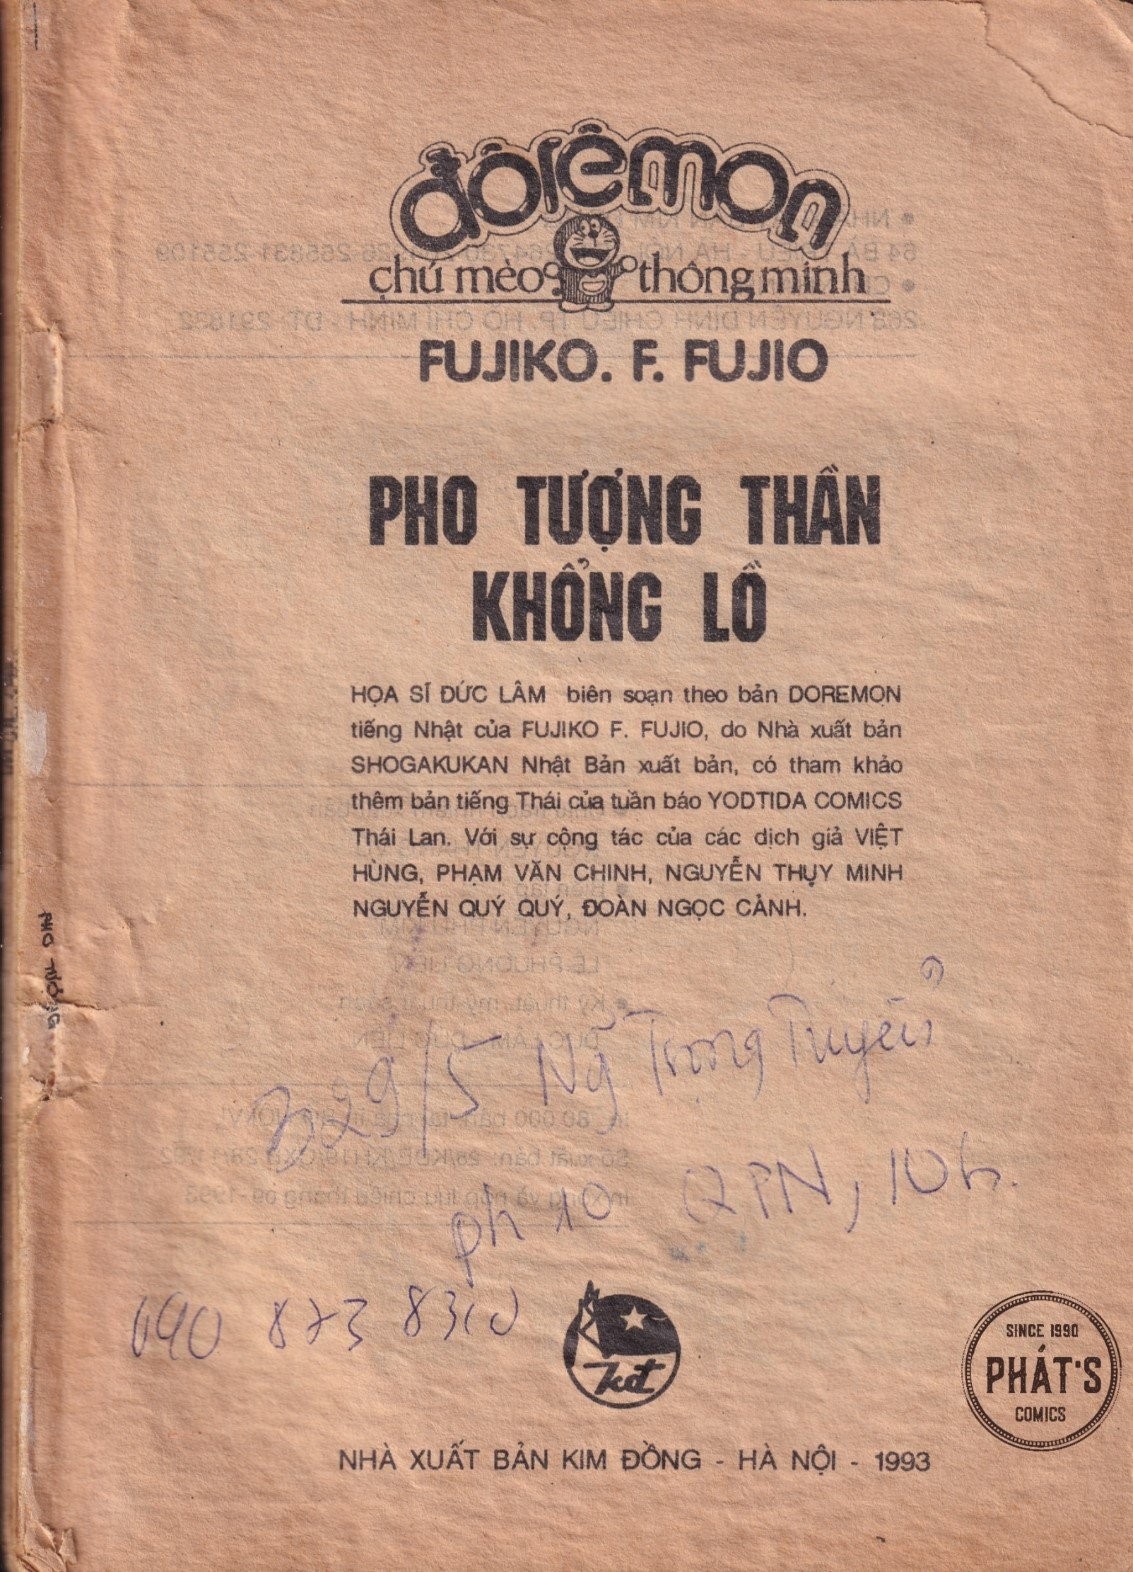 đôrêmon
chú mèo thông minh
FUJIKO. F. FUJIO
PHO TƯỢNG THẦN
KHỔNG LỒ
HỌA SĨ ĐỨC LÂM biên soạn theo bản DOREMON
tiếng Nhật của FUJIKO F. FUJIO, do Nhà xuất bản
SHOGAKUKAN Nhật Bản xuất bản, có tham khảo
thêm bản tiếng Thái của tuần báo YODTIDA COMICS
Thái Lan. Với sự cộng tác của các dịch giả VIỆT
HÙNG, PHẠM VĂN CHINH, NGUYỄN THỤY MINH
NGUYỄN QUÝ QUÝ, ĐOÀN NGỌC CẢNH.
PHO TƯỢNG
329/5 Ng Trọng Tuyển
ph 10 QPN, 10h.
873
kđ
SINCE 1990
PHÁT'S
COMICS
NHÀ XUẤT BẢN KIM ĐỒNG - HÀ NỘI - 1993